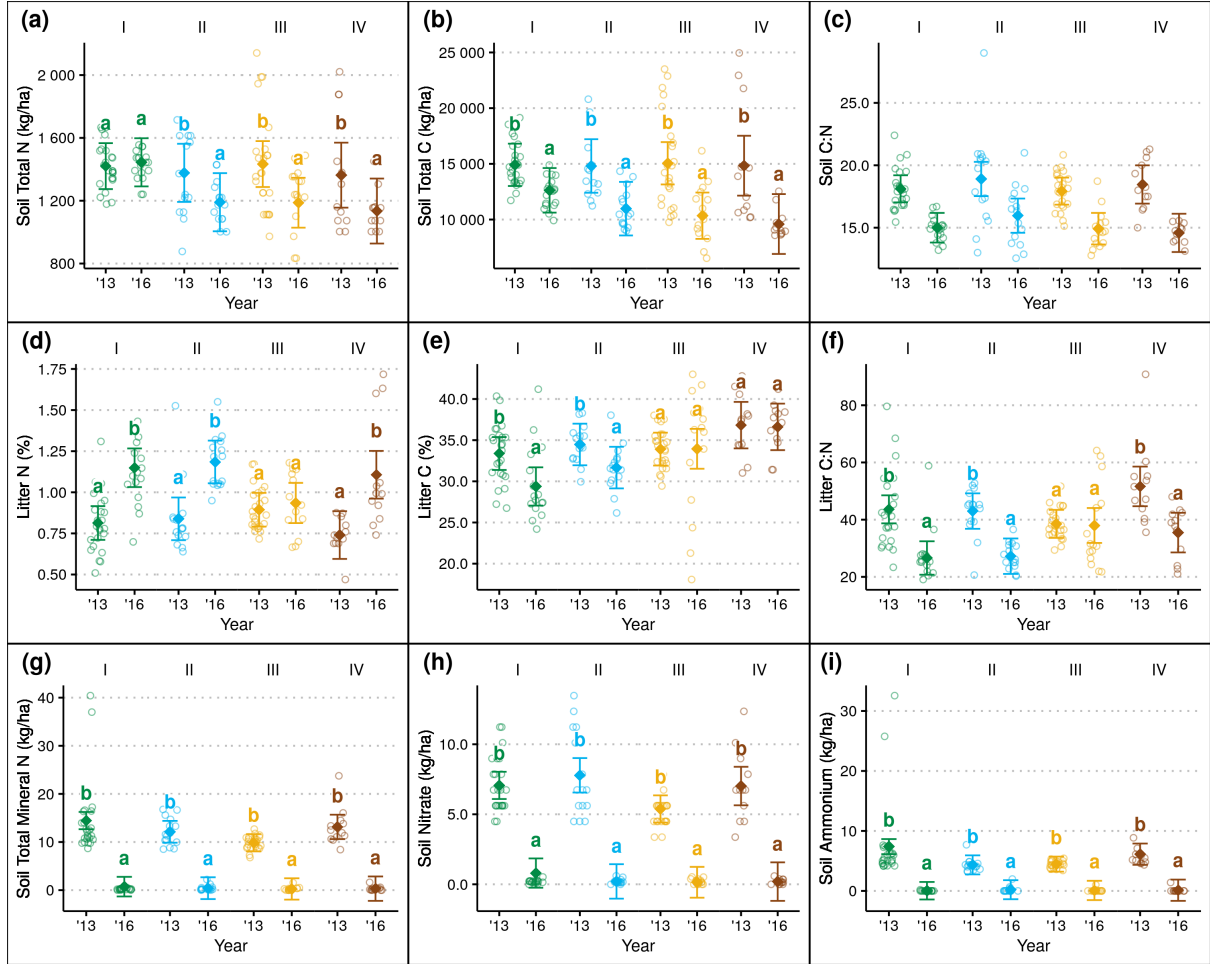 (a)
I II III IV
Soil Total N (kg/ha)
2 000
1 600
1 200
800
a a b a b a b a
'13 '16 '13 '16 '13 '16 '13 '16
Year
(b)
I II III IV
Soil Total C (kg/ha)
25 000
20 000
15 000
10 000
b a b a b a b a
'13 '16 '13 '16 '13 '16 '13 '16
Year
(c)
I II III IV
Soil C:N
25.0
20.0
15.0
'13 '16 '13 '16 '13 '16 '13 '16
Year
(d)
I II III IV
Litter N (%)
1.75
1.50
1.25
1.00
0.75
0.50
a b a b a a a b
'13 '16 '13 '16 '13 '16 '13 '16
Year
(e)
I II III IV
Litter C (%)
40.0
35.0
30.0
25.0
20.0
b a b a a a a a
'13 '16 '13 '16 '13 '16 '13 '16
Year
(f)
I II III IV
Litter C:N
80
60
40
20
b a b a a a b a
'13 '16 '13 '16 '13 '16 '13 '16
Year
(g)
I II III IV
Soil Total Mineral N (kg/ha)
40
30
20
10
0
b a b a b a b a
'13 '16 '13 '16 '13 '16 '13 '16
Year
(h)
I II III IV
Soil Nitrate (kg/ha)
10.0
5.0
0.0
b a b a b a b a
'13 '16 '13 '16 '13 '16 '13 '16
Year
(i)
I II III IV
Soil Ammonium (kg/ha)
30
20
10
0
b a b a b a b a
'13 '16 '13 '16 '13 '16 '13 '16
Year